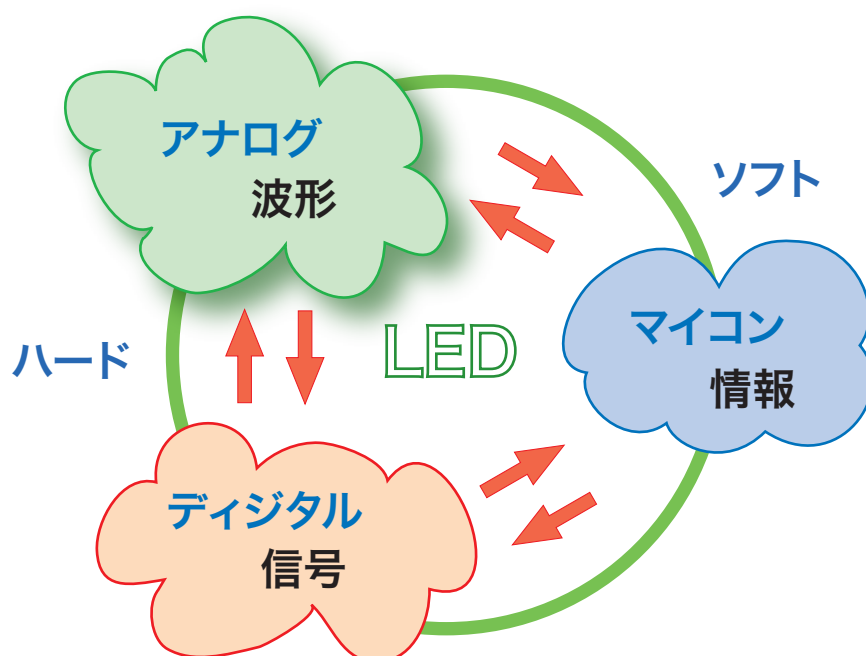 アナログ
波形
ソフト
ハード
LED
マイコン
情報
ディジタル
信号